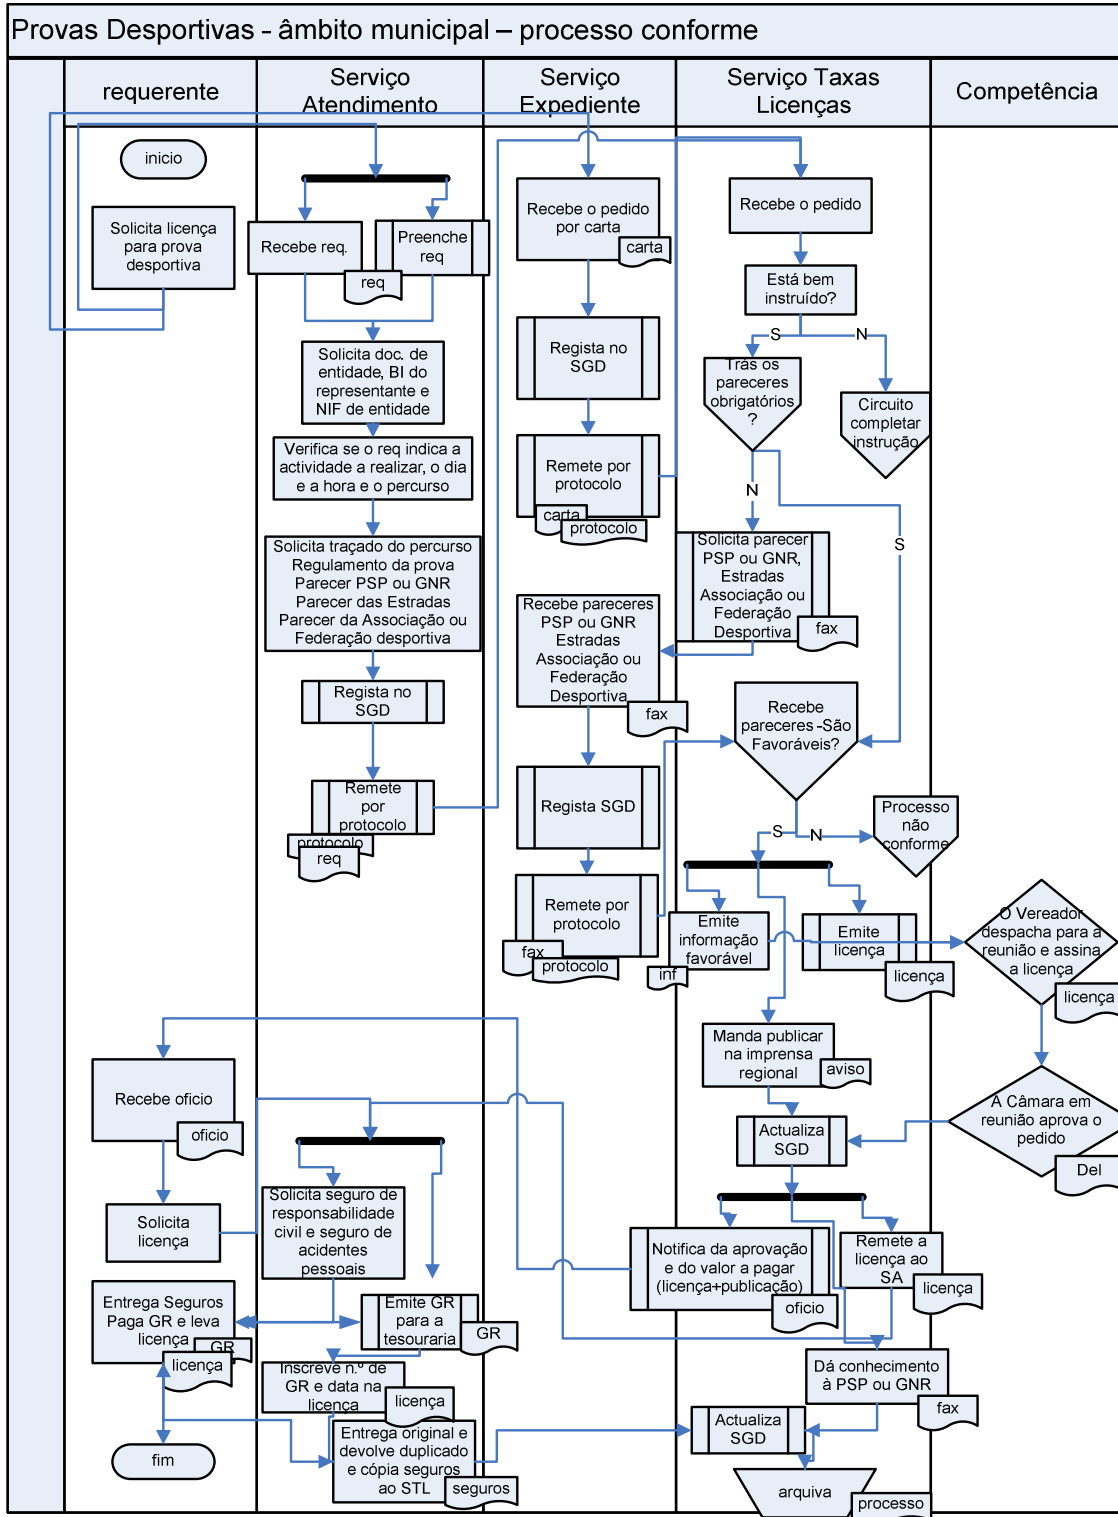 Provas Desportivas - âmbito municipal – processo conforme
requerente
Serviço
Atendimento
Serviço
Expediente
Serviço Taxas
Licenças
Competência
inicio
Solicita licença
para prova
desportiva
Recebe req.
req
Preenche
req
Solicita doc. de
entidade, BI do
representante e
NIF de entidade
Verifica se o req indica a
actividade a realizar, o dia
e a hora e o percurso
Solicita traçado do percurso
Regulamento da prova
Parecer PSP ou GNR
Parecer das Estradas
Parecer da Associação ou
Federação desportiva
Regista no
SGD
Remete
por
protocolo
protocolo
req
Recebe o pedido
por carta
carta
Regista no
SGD
Remete por
protocolo
carta
protocolo
Recebe pareceres
PSP ou GNR
Estradas
Associação ou
Federação
Desportiva
fax
Regista SGD
Remete por
protocolo
fax
protocolo
Recebe o pedido
Está bem
instruído?
S
N
Trás os
pareceres
obrigatórios
?
Circuito
completar
instrução
N
S
Solicita parecer
PSP ou GNR,
Estradas
Associação ou
Federação
Desportiva
fax
Recebe
pareceres -São
Favoráveis?
S
N
Processo
não
conforme
Emite
informação
favorável
inf
Emite
licença
licença
O Vereador
despacha para a
reunião e assina
a licença
licença
Manda publicar
na imprensa
regional
aviso
A Câmara em
reunião aprova o
pedido
Del
Actualiza
SGD
Notifica da aprovação
e do valor a pagar
(licença+publicação)
oficio
Remete a
licença ao
SA
licença
Recebe oficio
oficio
Solicita
licença
Solicita seguro de
responsabilidade
civil e seguro de
acidentes
pessoais
Entrega Seguros
Paga GR e leva
licença
GR
licença
Emite GR
para a
tesouraria
GR
Inscreve n.º de
GR e data na
licença
licença
Entrega original e
devolve duplicado
e cópia seguros
ao STL
seguros
Dá conhecimento
à PSP ou GNR
fax
Actualiza
SGD
arquiva
processo
fim